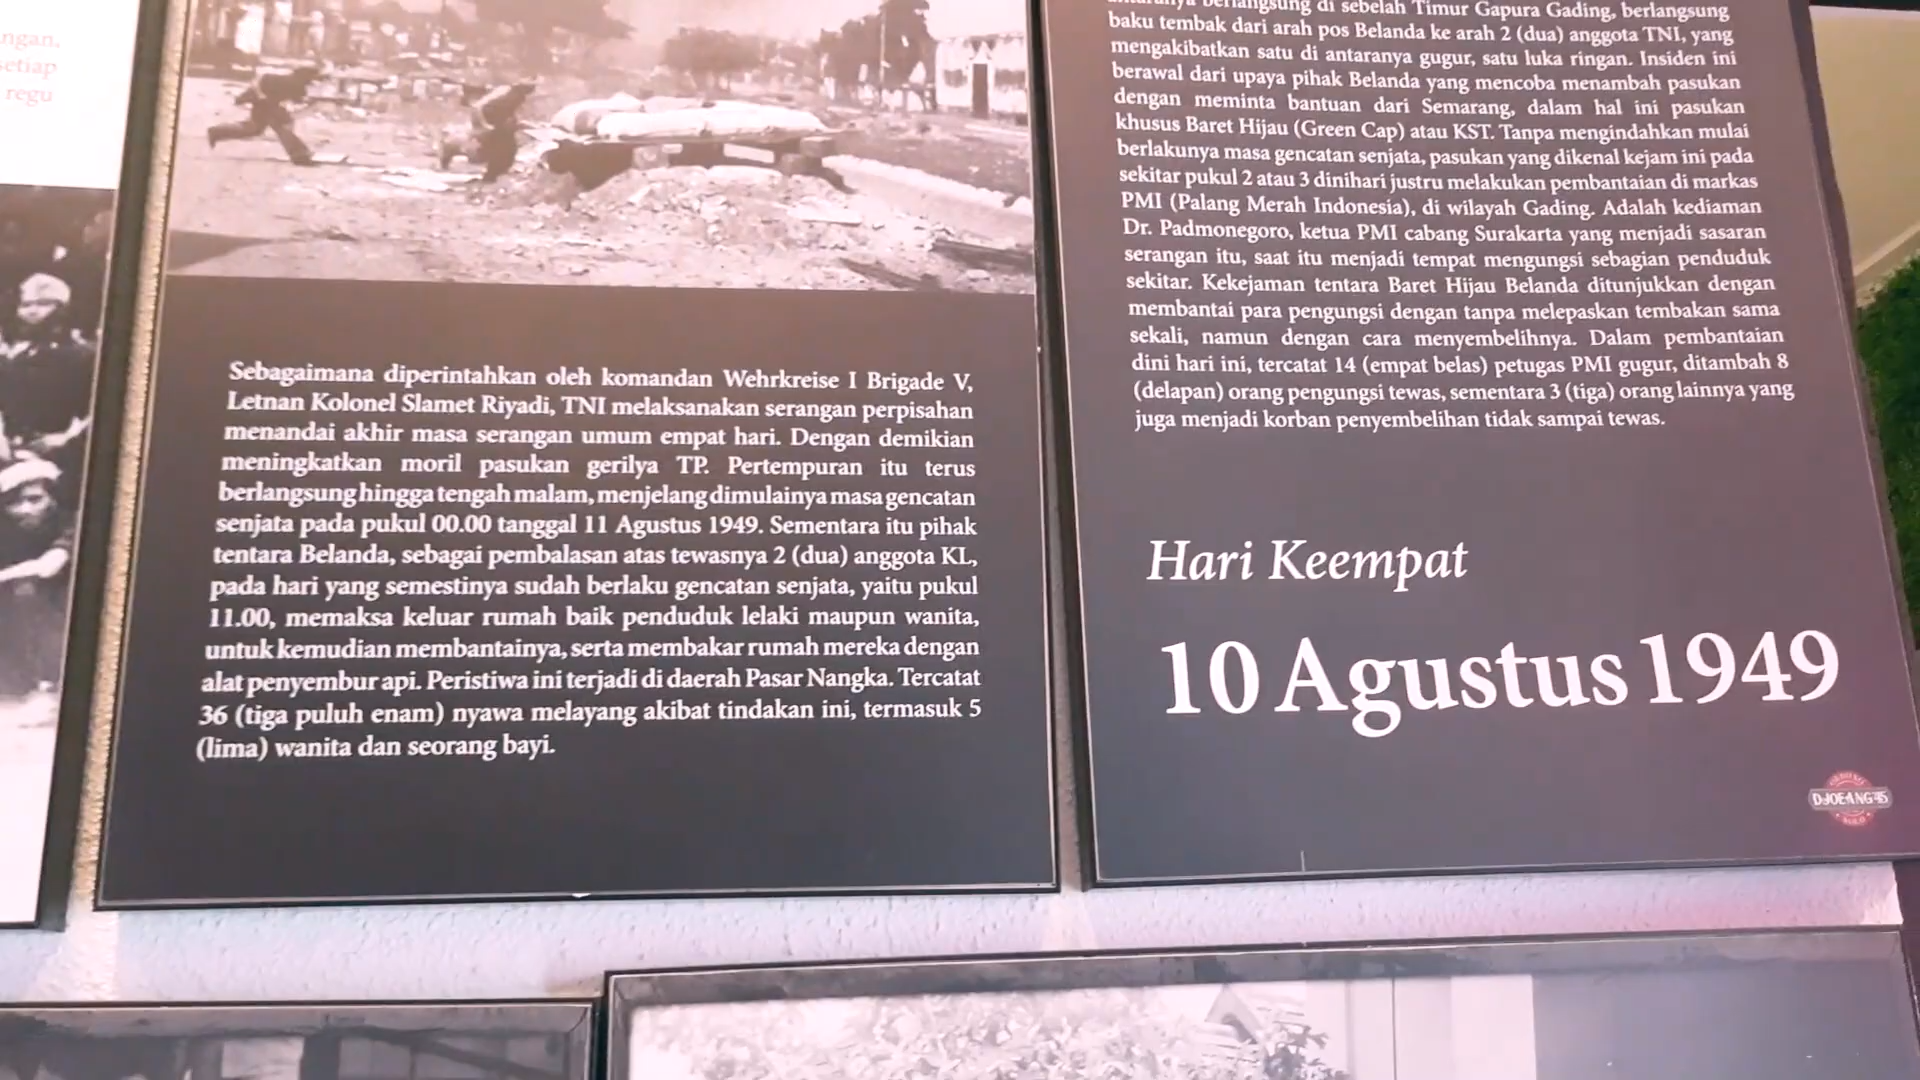 ngan,
setiap
regu
Sebagaimana diperintahkan oleh komandan Wehrkreise I Brigade V,
Letnan Kolonel Slamet Riyadi, TNI melaksanakan serangan perpisahan
menandai akhir masa serangan umum empat hari. Dengan demikian
meningkatkan moril pasukan gerilya TP. Pertempuran itu terus
berlangsung hingga tengah malam, menjelang dimulainya masa gencatan
senjata pada pukul 00.00 tanggal 11 Agustus 1949. Sementara itu pihak
tentara Belanda, sebagai pembalasan atas tewasnya 2 (dua) anggota KL,
pada hari yang semestinya sudah berlaku gencatan senjata, yaitu pukul
11.00, memaksa keluar rumah baik penduduk lelaki maupun wanita,
untuk kemudian membantainya, serta membakar rumah mereka dengan
alat penyembur api. Peristiwa ini terjadi di daerah Pasar Nangka. Tercatat
36 (tiga puluh enam) nyawa melayang akibat tindakan ini, termasuk 5
(lima) wanita dan seorang bayi.
berlangsung di sebelah Timur Gapura Gading, berlangsung
baku tembak dari arah pos Belanda ke arah 2 (dua) anggota TNI, yang
mengakibatkan satu di antaranya gugur, satu luka ringan. Insiden ini
berawal dari upaya pihak Belanda yang mencoba menambah pasukan
dengan meminta bantuan dari Semarang, dalam hal ini pasukan
khusus Baret Hijau (Green Cap) atau KST. Tanpa mengindahkan mulai
berlakunya masa gencatan senjata, pasukan yang dikenal kejam ini pada
sekitar pukul 2 atau 3 dinihari justru melakukan pembantaian di markas
PMI (Palang Merah Indonesia), di wilayah Gading. Adalah kediaman
Dr. Padmonegoro, ketua PMI cabang Surakarta yang menjadi sasaran
serangan itu, saat itu menjadi tempat mengungsi sebagian penduduk
sekitar. Kekejaman tentara Baret Hijau Belanda ditunjukkan dengan
membantai para pengungsi dengan tanpa melepaskan tembakan sama
sekali, namun dengan cara menyembelihnya. Dalam pembantaian
dini hari ini, tercatat 14 (empat belas) petugas PMI gugur, ditambah 8
(delapan) orang pengungsi tewas, sementara 3 (tiga) orang lainnya yang
juga menjadi korban penyembelihan tidak sampai tewas.
Hari Keempat
10 Agustus 1949
DJOEANG'45